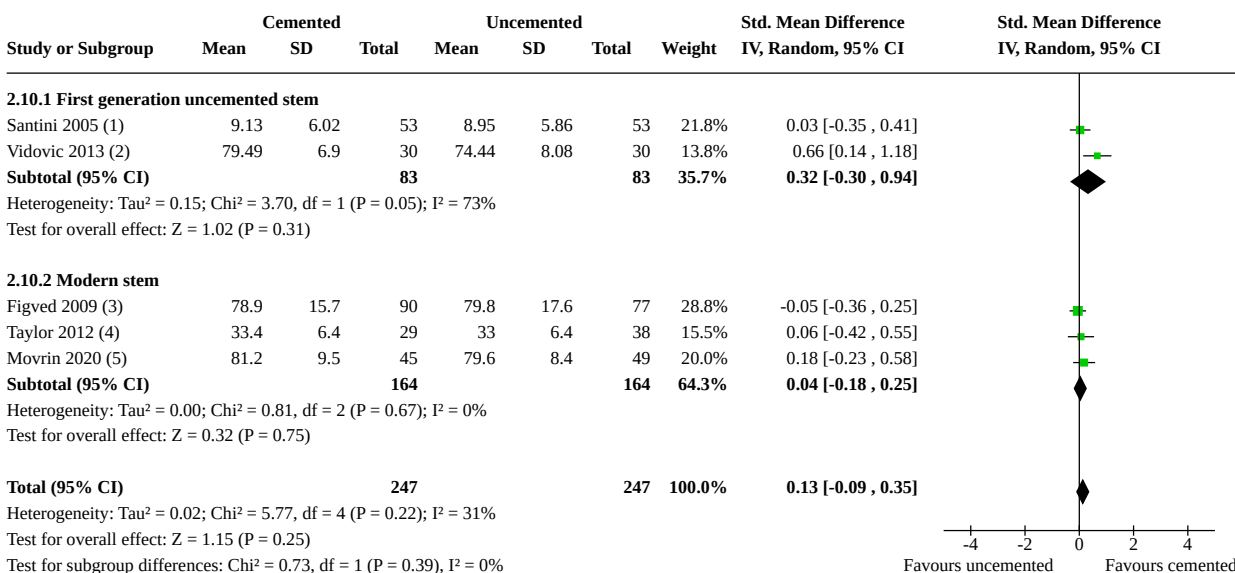 Cemented Uncemented Std. Mean Difference Std. Mean Difference
Study or Subgroup Mean SD Total Mean SD Total Weight IV, Random, 95% CI IV, Random, 95% CI
2.10.1 First generation uncemented stem
Santini 2005 (1) 9.13 6.02 53 8.95 5.86 53 21.8% 0.03 [-0.35 , 0.41]
Vidovic 2013 (2) 79.49 6.9 30 74.44 8.08 30 13.8% 0.66 [0.14 , 1.18]
Subtotal (95% CI) 83 83 35.7% 0.32 [-0.30 , 0.94]
Heterogeneity: Tau² = 0.15; Chi² = 3.70, df = 1 (P = 0.05); I² = 73%
Test for overall effect: Z = 1.02 (P = 0.31)
2.10.2 Modern stem
Figved 2009 (3) 78.9 15.7 90 79.8 17.6 77 28.8% -0.05 [-0.36 , 0.25]
Taylor 2012 (4) 33.4 6.4 29 33 6.4 38 15.5% 0.06 [-0.42 , 0.55]
Movrin 2020 (5) 81.2 9.5 45 79.6 8.4 49 20.0% 0.18 [-0.23 , 0.58]
Subtotal (95% CI) 164 164 64.3% 0.04 [-0.18 , 0.25]
Heterogeneity: Tau² = 0.00; Chi² = 0.81, df = 2 (P = 0.67); I² = 0%
Test for overall effect: Z = 0.32 (P = 0.75)
Total (95% CI) 247 247 100.0% 0.13 [-0.09 , 0.35]
Heterogeneity: Tau² = 0.02; Chi² = 5.77, df = 4 (P = 0.22); I² = 31%
Test for overall effect: Z = 1.15 (P = 0.25)
-4 -2 0 2 4
Test for subgroup differences: Chi² = 0.73, df = 1 (P = 0.39), I² = 0%
Favours uncemented Favours cemented